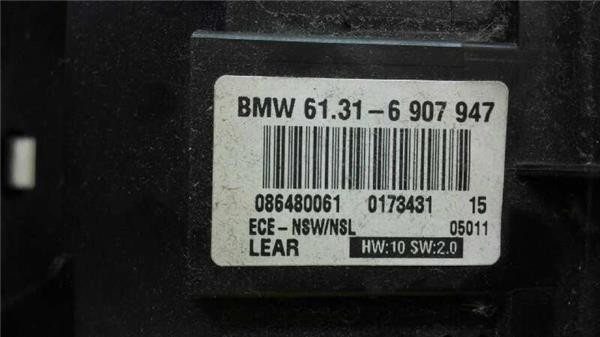 BMW 61.31-6 907 947
086480061 0173431 15
ECE-NSW/NSL 05011
LEAR HW:10 SW:2.0